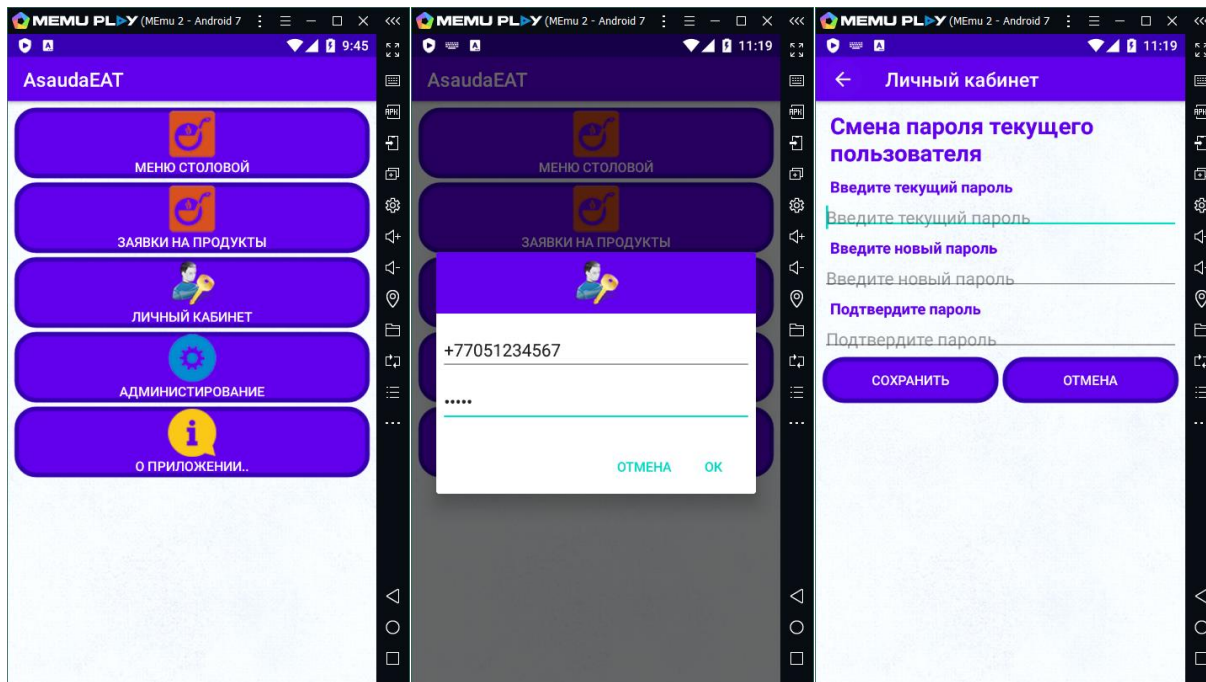 MEMU PLAY (MEmu 2 - Android 7
9:45
AsaudaEAT
МЕНЮ СТОЛОВОЙ
ЗАЯВКИ НА ПРОДУКТЫ
ЛИЧНЫЙ КАБИНЕТ
АДМИНИСТИРОВАНИЕ
О ПРИЛОЖЕНИИ..
MEMU PLAY (MEmu 2 - Android 7
11:19
AsaudaEAT
МЕНЮ СТОЛОВОЙ
ЗАЯВКИ НА ПРОДУКТЫ
+77051234567
•••••
ОТМЕНА OK
MEMU PLAY (MEmu 2 - Android 7
11:19
Личный кабинет
Смена пароля текущего
пользователя
Введите текущий пароль
Введите текущий пароль
Введите новый пароль
Введите новый пароль
Подтвердите пароль
Подтвердите пароль
СОХРАНИТЬ ОТМЕНА